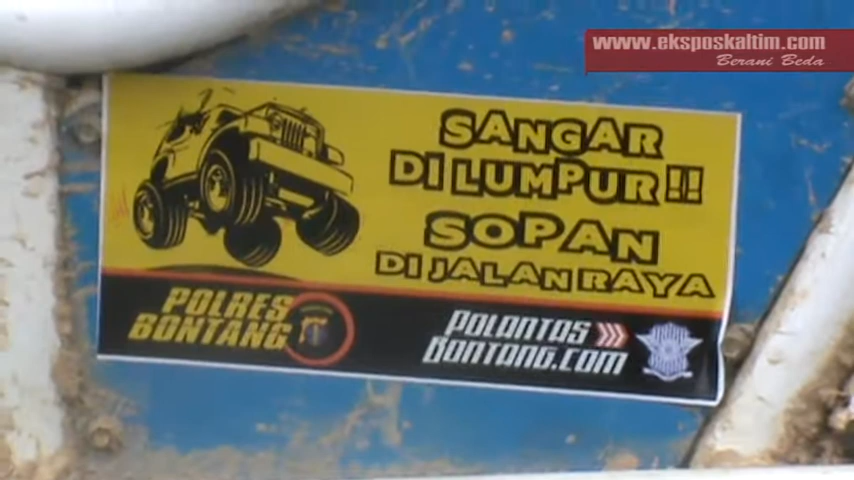 www.eksposkaltim.com
Berani Beda
SANGAR
DI LUMPUR !!
SOPAN
DI JALAN RAYA
POLRES
BONTANG
POLANTAS
BONTANG.COM